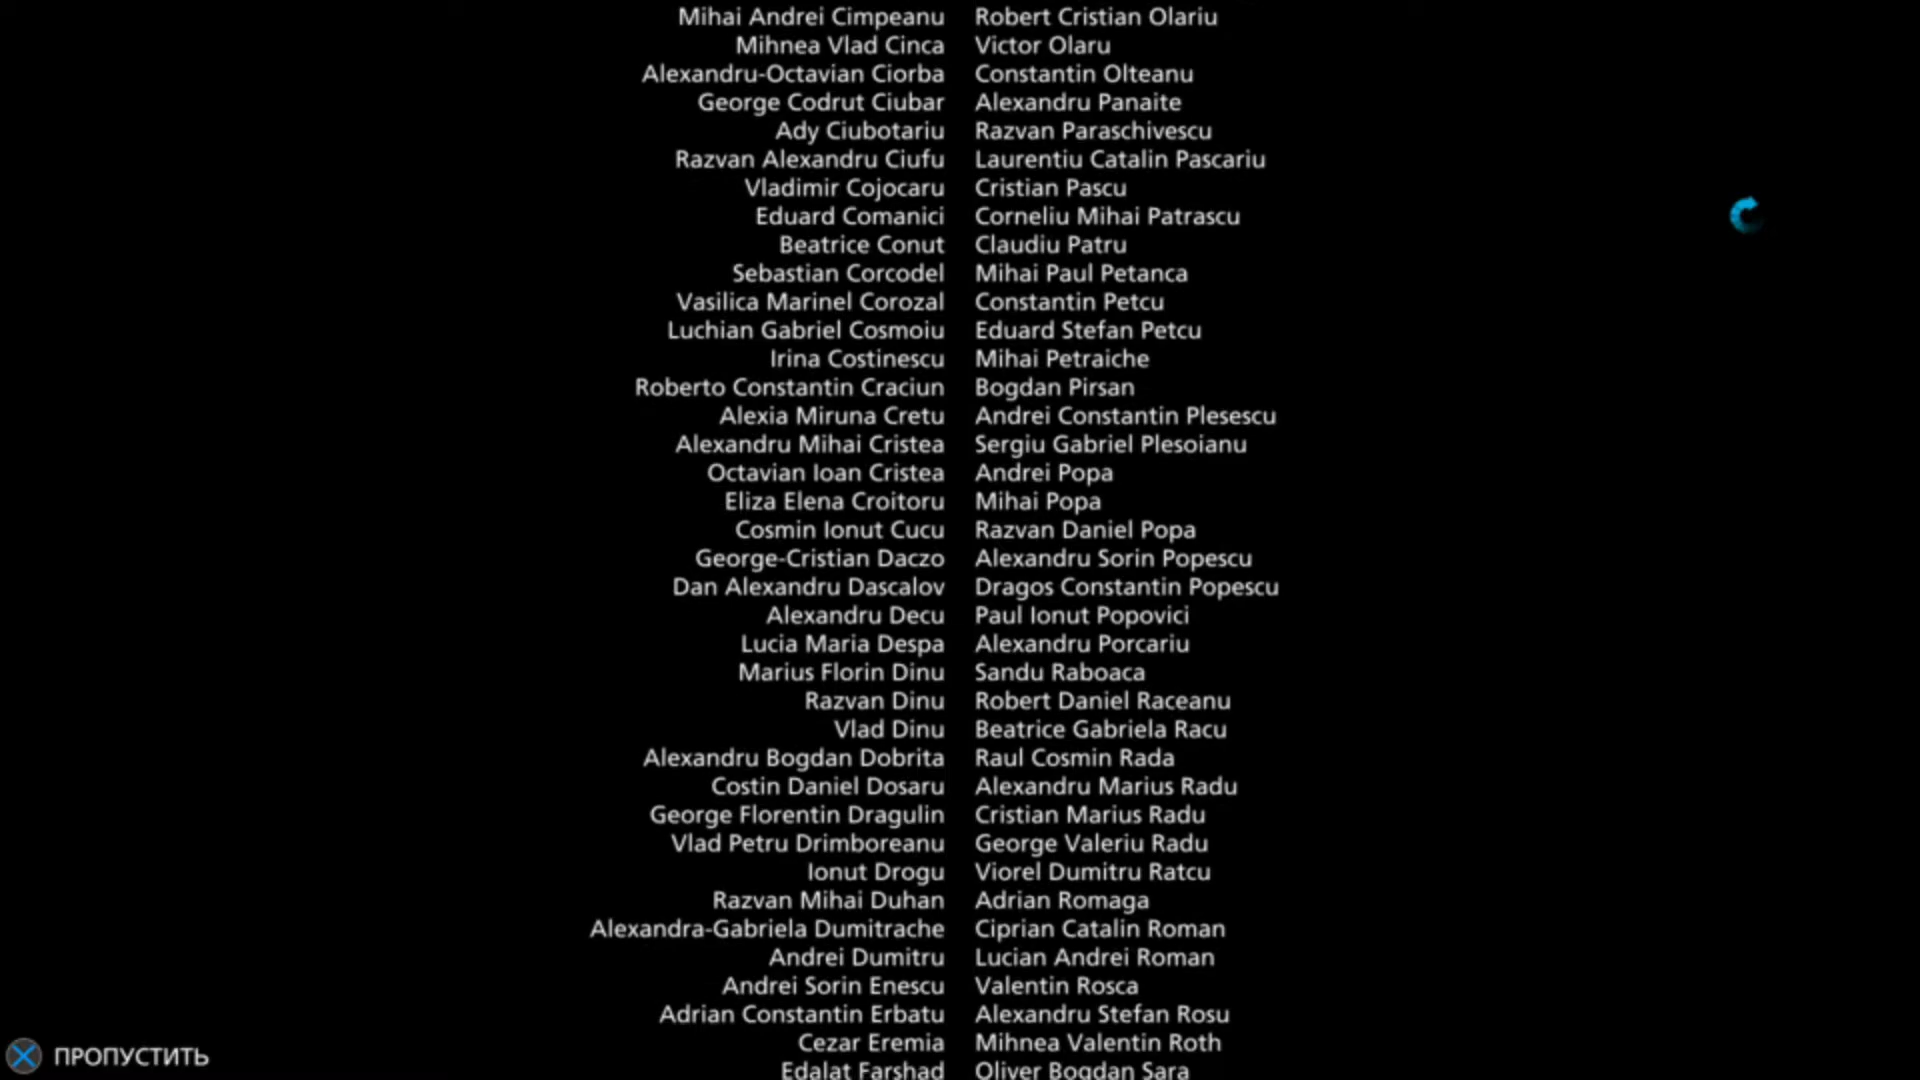 Mihai Andrei Cimpeanu Robert Cristian Olariu
Mihnea Vlad Cinca Victor Olaru
Alexandru-Octavian Ciorba Constantin Olteanu
George Codrut Ciubar Alexandru Panaite
Ady Ciubotariu Razvan Paraschivescu
Razvan Alexandru Ciufu Laurentiu Catalin Pascariu
Vladimir Cojocaru Cristian Pascu
Eduard Comanici Corneliu Mihai Patrascu
Beatrice Conut Claudiu Patru
Sebastian Corcodel Mihai Paul Petanca
Vasilica Marinel Corozal Constantin Petcu
Luchian Gabriel Cosmoiu Eduard Stefan Petcu
Irina Costinescu Mihai Petraiche
Roberto Constantin Craciun Bogdan Pirsan
Alexia Miruna Cretu Andrei Constantin Plesescu
Alexandru Mihai Cristea Sergiu Gabriel Plesoianu
Octavian Ioan Cristea Andrei Popa
Eliza Elena Croitoru Mihai Popa
Cosmin Ionut Cucu Razvan Daniel Popa
George-Cristian Daczo Alexandru Sorin Popescu
Dan Alexandru Dascalov Dragos Constantin Popescu
Alexandru Decu Paul Ionut Popovici
Lucia Maria Despa Alexandru Porcariu
Marius Florin Dinu Sandu Raboaca
Razvan Dinu Robert Daniel Raceanu
Vlad Dinu Beatrice Gabriela Racu
Alexandru Bogdan Dobrita Raul Cosmin Rada
Costin Daniel Dosaru Alexandru Marius Radu
George Florentin Dragulin Cristian Marius Radu
Vlad Petru Drimboreanu George Valeriu Radu
Ionut Drogu Viorel Dumitru Ratcu
Razvan Mihai Duhan Adrian Romaga
Alexandra-Gabriela Dumitrache Ciprian Catalin Roman
Andrei Dumitru Lucian Andrei Roman
Andrei Sorin Enescu Valentin Rosca
Adrian Constantin Erbatu Alexandru Stefan Rosu
Cezar Eremia Mihnea Valentin Roth
Edalat Farshad Oliver Bogdan Sara
ПРОПУСТИТЬ